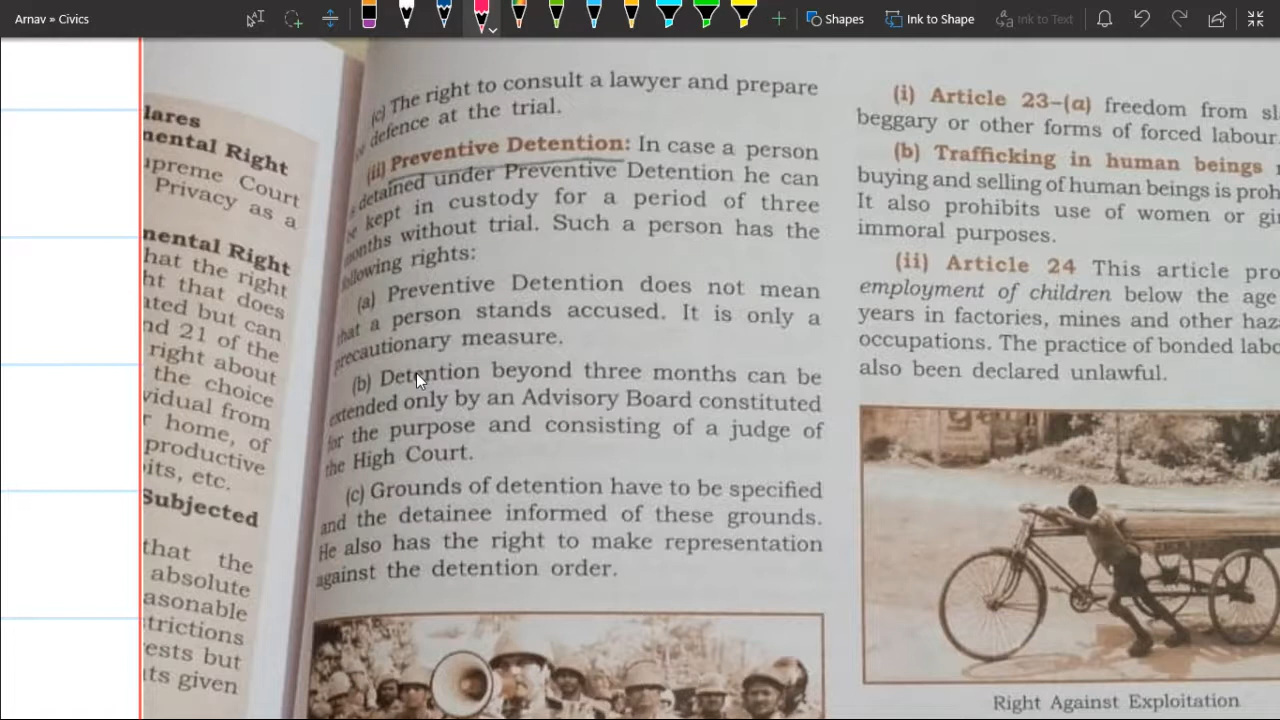 Arnav » Civics
Shapes
Ink to Shape
Ink to Text
lares
mental Right
preme Court
Privacy as a
mental Right
hat the right
ht that does
ated but can
nd 21 of the
right about
the choice
vidual from
r home, of
productive
its, etc.
Subjected
that the
absolute
asonable
strictions
rests but
ts given
(c) The right to consult a lawyer and prepare
defence at the trial.
(ii) Preventive Detention: In case a person
detained under Preventive Detention he can
kept in custody for a period of three
months without trial. Such a person has the
following rights:
(a) Preventive Detention does not mean
that a person stands accused. It is only a
precautionary measure.
(b) Detention beyond three months can be
extended only by an Advisory Board constituted
for the purpose and consisting of a judge of
the High Court.
(c) Grounds of detention have to be specified
and the detainee informed of these grounds.
He also has the right to make representation
against the detention order.
(i) Article 23–(a) freedom from sl
beggary or other forms of forced labour.
(b) Trafficking in human beings
buying and selling of human beings is proh
It also prohibits use of women or gi
immoral purposes.
(ii) Article 24 This article pro
employment of children below the age
years in factories, mines and other haz
occupations. The practice of bonded labo
also been declared unlawful.
Right Against Exploitation